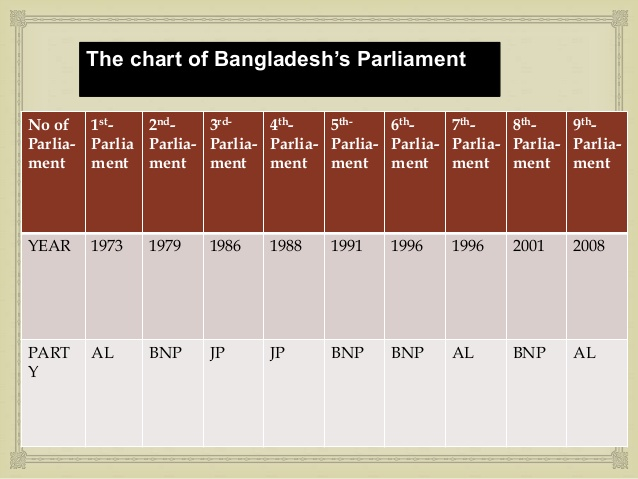 The chart of Bangladesh's Parliament
No of Parlia-ment 1st-Parlia ment 2nd-Parlia-ment 3rd-Parlia-ment 4th-Parlia-ment 5th-Parlia-ment 6th-Parlia-ment 7th-Parlia-ment 8th-Parlia-ment 9th-Parlia-ment
YEAR 1973 1979 1986 1988 1991 1996 1996 2001 2008
PART Y AL BNP JP JP BNP BNP AL BNP AL